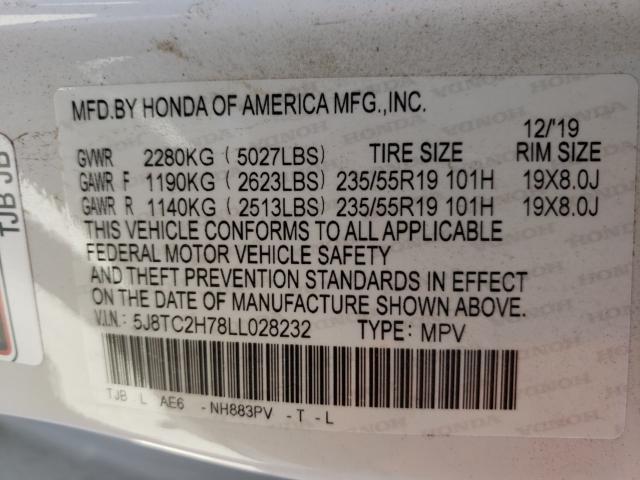 MFD.BY HONDA OF AMERICA MFG.,INC.
12/'19
GVWR 2280KG (5027LBS) TIRE SIZE RIM SIZE
GAWR F 1190KG (2623LBS) 235/55R19 101H 19X8.0J
GAWR R 1140KG (2513LBS) 235/55R19 101H 19X8.0J
THIS VEHICLE CONFORMS TO ALL APPLICABLE
FEDERAL MOTOR VEHICLE SAFETY
AND THEFT PREVENTION STANDARDS IN EFFECT
ON THE DATE OF MANUFACTURE SHOWN ABOVE.
V.I.N.: 5J8TC2H78LL028232 TYPE: MPV
TJB L AE6 -NH883PV -T -L
TJB JB